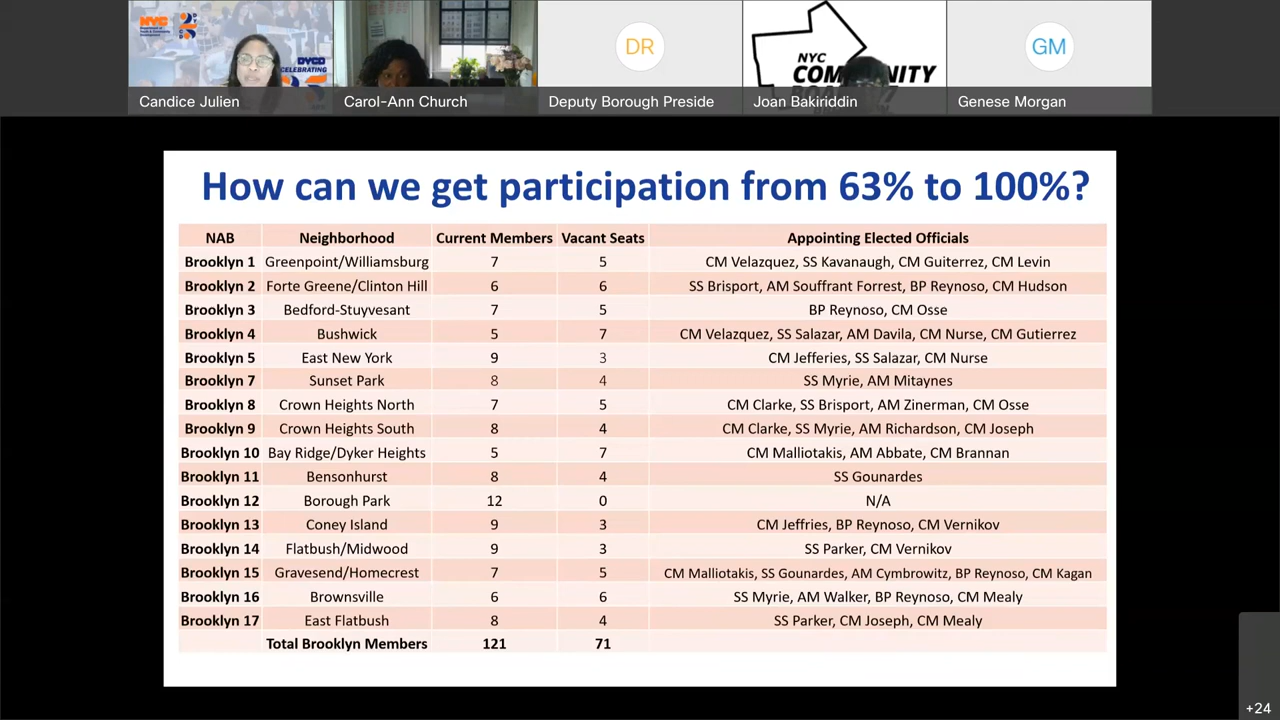 NYC
Department of
Youth & Community
Development
DYCD
CELEBRATING
Candice Julien
Carol-Ann Church
DR
Deputy Borough Preside
NYC
Joan Bakiriddin
GM
Genese Morgan
How can we get participation from 63% to 100%?
NAB Neighborhood Current Members Vacant Seats Appointing Elected Officials
Brooklyn 1 Greenpoint/Williamsburg 7 5 CM Velazquez, SS Kavanaugh, CM Guiterrez, CM Levin
Brooklyn 2 Forte Greene/Clinton Hill 6 6 SS Brisport, AM Souffrant Forrest, BP Reynoso, CM Hudson
Brooklyn 3 Bedford-Stuyvesant 7 5 BP Reynoso, CM Osse
Brooklyn 4 Bushwick 5 7 CM Velazquez, SS Salazar, AM Davila, CM Nurse, CM Gutierrez
Brooklyn 5 East New York 9 3 CM Jefferies, SS Salazar, CM Nurse
Brooklyn 7 Sunset Park 8 4 SS Myrie, AM Mitaynes
Brooklyn 8 Crown Heights North 7 5 CM Clarke, SS Brisport, AM Zinerman, CM Osse
Brooklyn 9 Crown Heights South 8 4 CM Clarke, SS Myrie, AM Richardson, CM Joseph
Brooklyn 10 Bay Ridge/Dyker Heights 5 7 CM Malliotakis, AM Abbate, CM Brannan
Brooklyn 11 Bensonhurst 8 4 SS Gounardes
Brooklyn 12 Borough Park 12 0 N/A
Brooklyn 13 Coney Island 9 3 CM Jeffries, BP Reynoso, CM Vernikov
Brooklyn 14 Flatbush/Midwood 9 3 SS Parker, CM Vernikov
Brooklyn 15 Gravesend/Homecrest 7 5 CM Malliotakis, SS Gounardes, AM Cymbrowitz, BP Reynoso, CM Kagan
Brooklyn 16 Brownsville 6 6 SS Myrie, AM Walker, BP Reynoso, CM Mealy
Brooklyn 17 East Flatbush 8 4 SS Parker, CM Joseph, CM Mealy
Total Brooklyn Members 121 71
+24